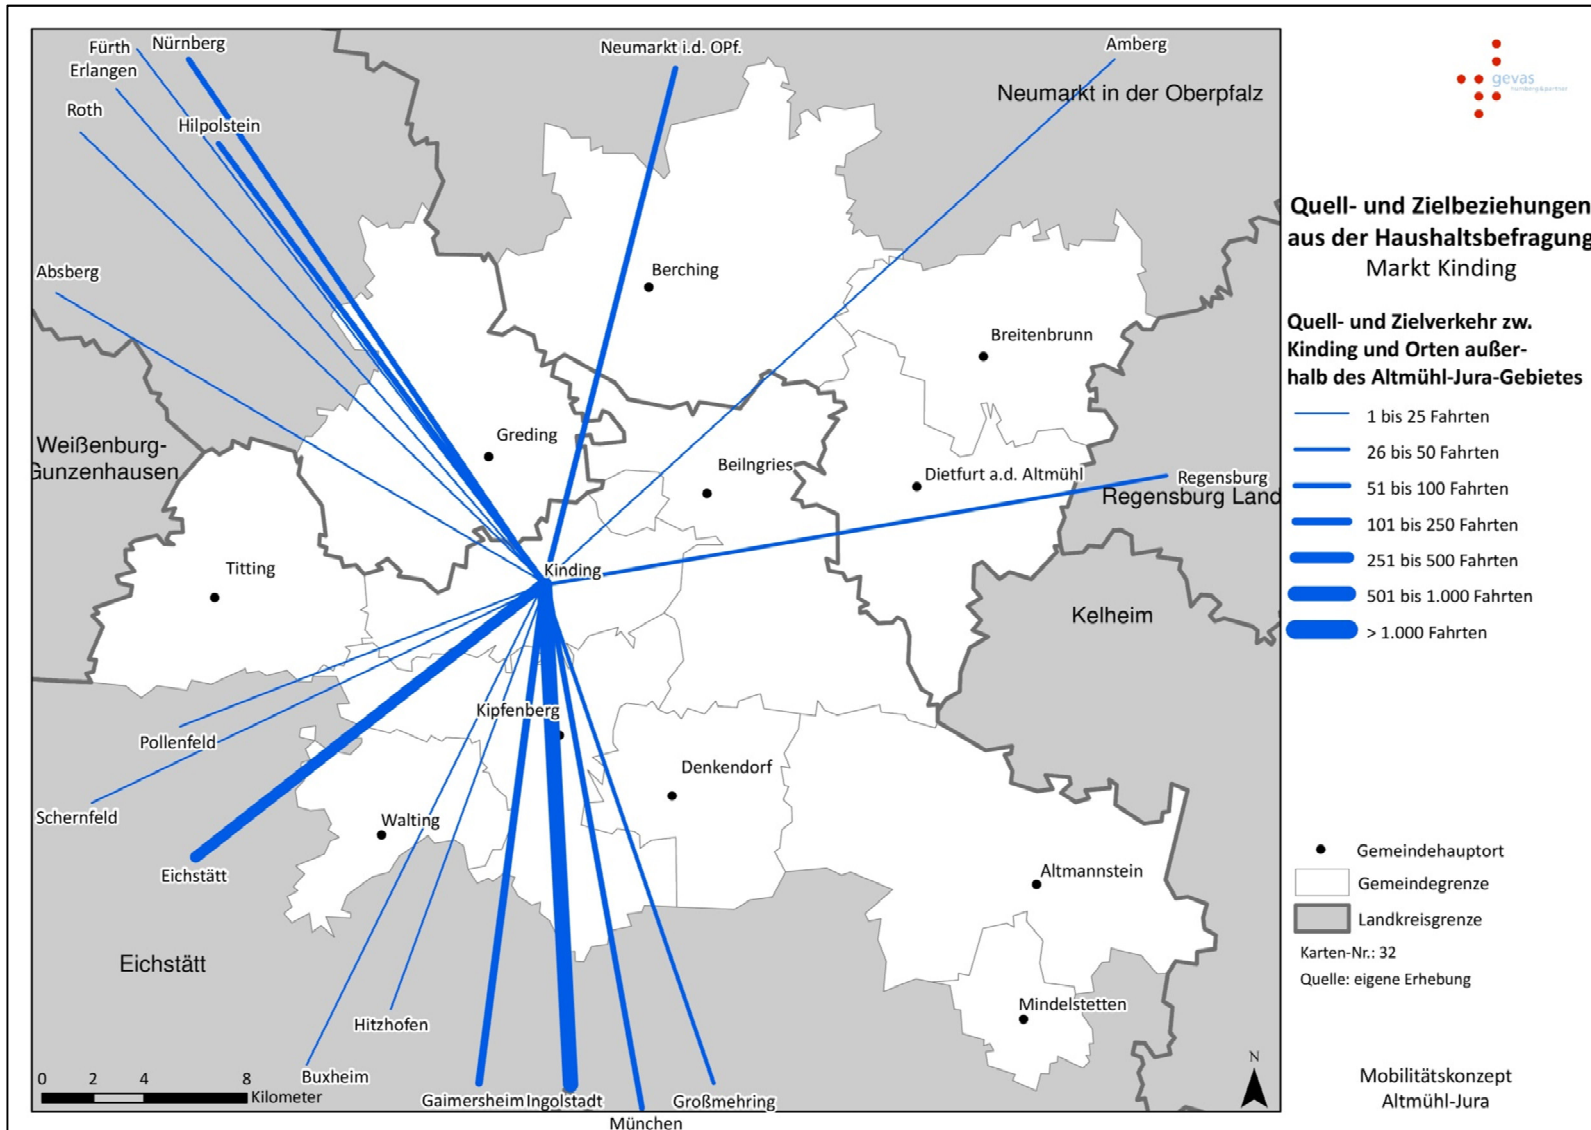 Fürth
Nürnberg
Erlangen
Roth
Hilpolstein
Neumarkt i.d. OPf.
Amberg
Neumarkt in der Oberpfalz
Absberg
Berching
Breitenbrunn
Weißenburg-
Gunzenhausen
Greding
Beilngries
Dietfurt a.d. Altmühl
Regensburg
Regensburg Land
Titting
Kinding
Kelheim
Kipfenberg
Pollenfeld
Denkendorf
Schernfeld
Walting
Eichstätt
Altmannstein
Eichstätt
Hitzhofen
Mindelstetten
Buxheim
Gaimersheim
Ingolstadt
Großmehring
München
0 2 4 8
Kilometer
N
gevas
Quell- und Zielbeziehungen
aus der Haushaltsbefragung
Markt Kinding
Quell- und Zielverkehr zw.
Kinding und Orten außer-
halb des Altmühl-Jura-Gebietes
1 bis 25 Fahrten
26 bis 50 Fahrten
51 bis 100 Fahrten
101 bis 250 Fahrten
251 bis 500 Fahrten
501 bis 1.000 Fahrten
> 1.000 Fahrten
Gemeindehauptort
Gemeindegrenze
Landkreisgrenze
Karten-Nr.: 32
Quelle: eigene Erhebung
Mobilitätskonzept
Altmühl-Jura